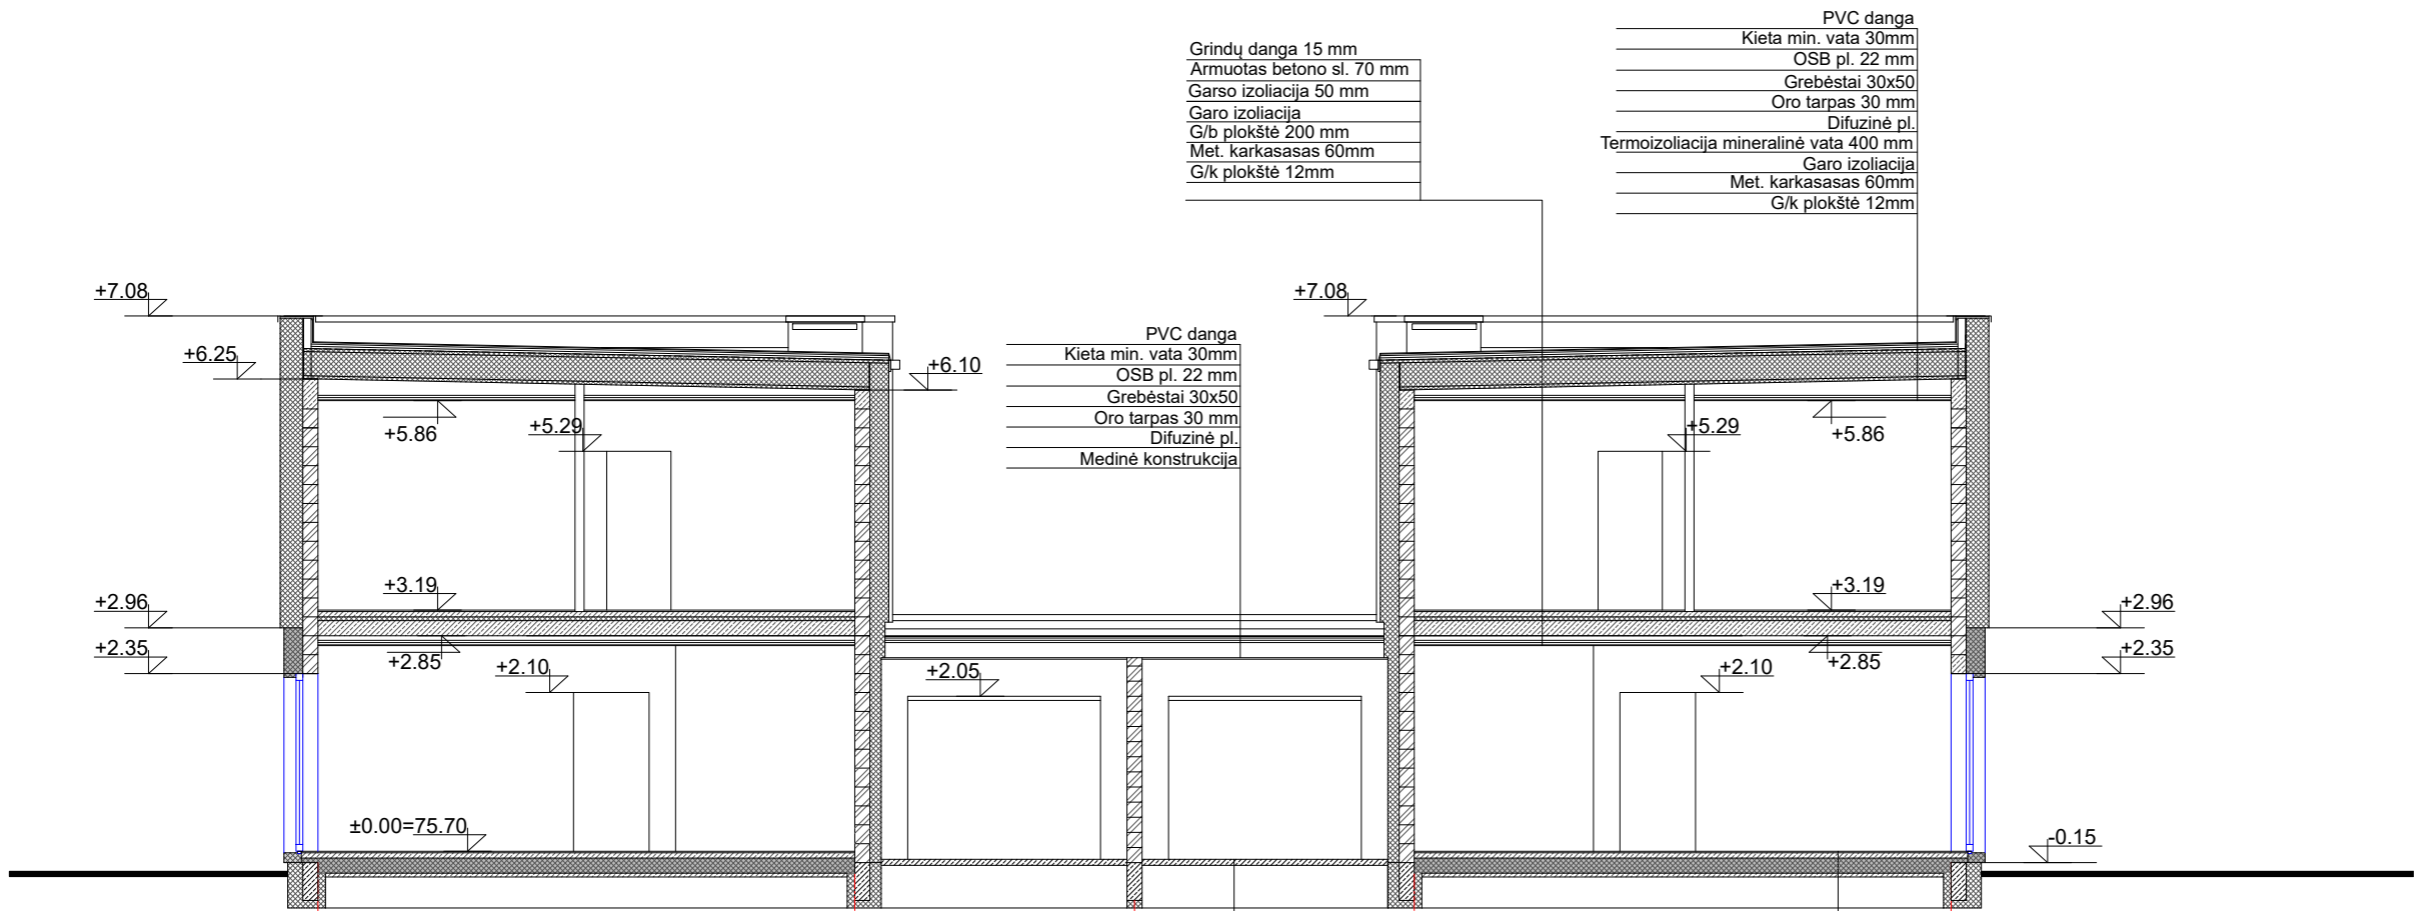 PVC danga
Kieta min. vata 30mm
OSB pl. 22 mm
Grebėstai 30x50
Oro tarpas 30 mm
Difuzinė pl.
Termoizoliacija mineralinė vata 400 mm
Garo izoliacija
Met. karkasasas 60mm
G/k plokštė 12mm
Grindų danga 15 mm
Armuotas betono sl. 70 mm
Garso izoliacija 50 mm
Garo izoliacija
G/b plokštė 200 mm
Met. karkasasas 60mm
G/k plokštė 12mm
PVC danga
Kieta min. vata 30mm
OSB pl. 22 mm
Grebėstai 30x50
Oro tarpas 30 mm
Difuzinė pl.
Medinė konstrukcija
+7.08
+7.08
+6.25
+6.10
+5.86
+5.29
+5.29
+5.86
+3.19
+3.19
+2.96
+2.96
+2.35
+2.85
+2.10
+2.05
+2.10
+2.85
+2.35
±0.00=75.70
-0.15